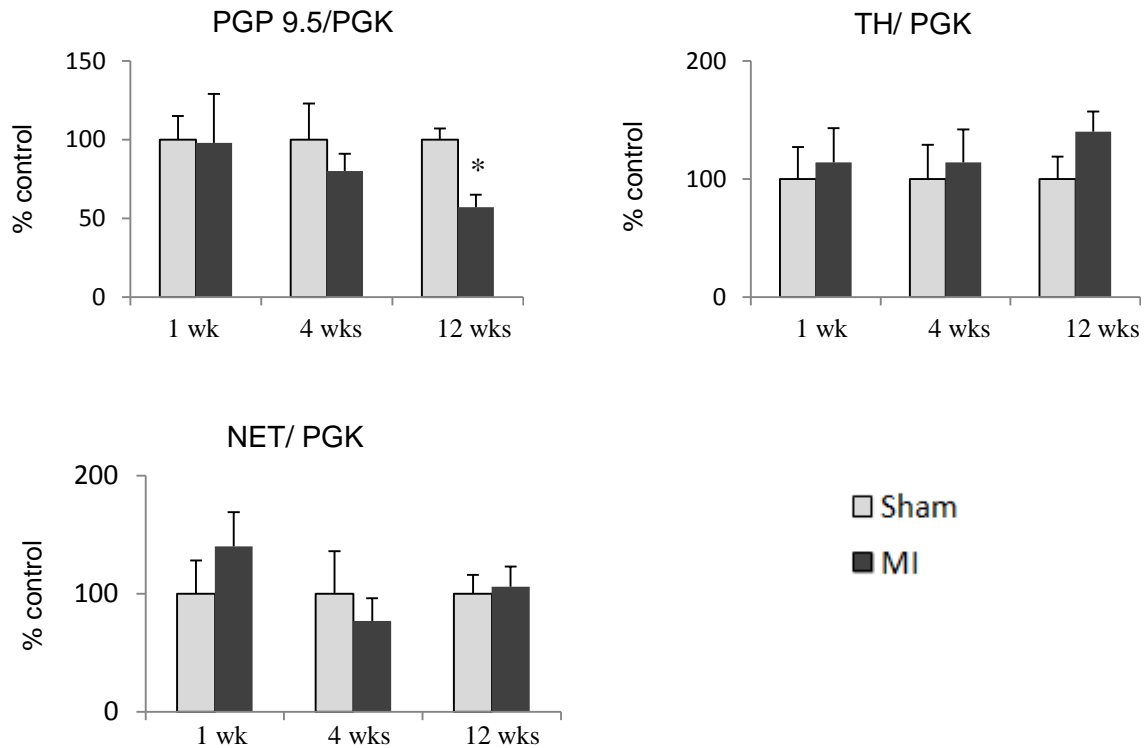 PGP 9.5/PGK
% control
150
100
50
0
*
1 wk 4 wks 12 wks
TH/ PGK
% control
200
100
0
1 wk 4 wks 12 wks
NET/ PGK
% control
200
100
0
1 wk 4 wks 12 wks
Sham
MI